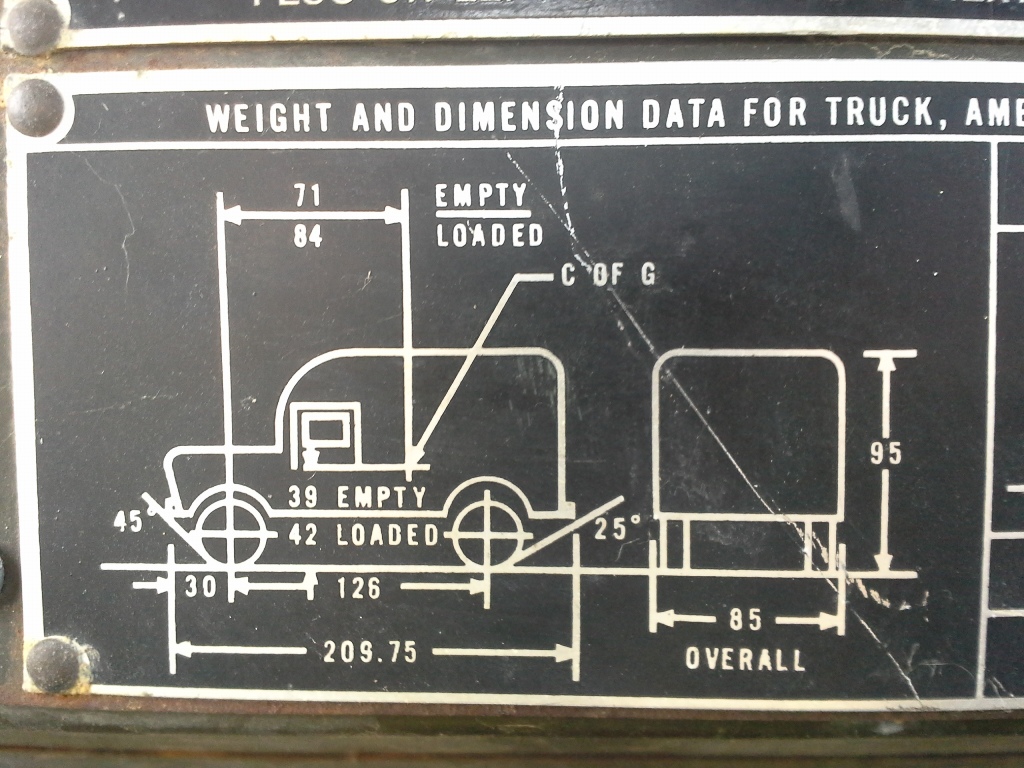 WEIGHT AND DIMENSION DATA FOR TRUCK,
71
84
EMPTY
LOADED
C OF G
39 EMPTY
42 LOADED
45°
25°
95
30
126
85
OVERALL
209.75